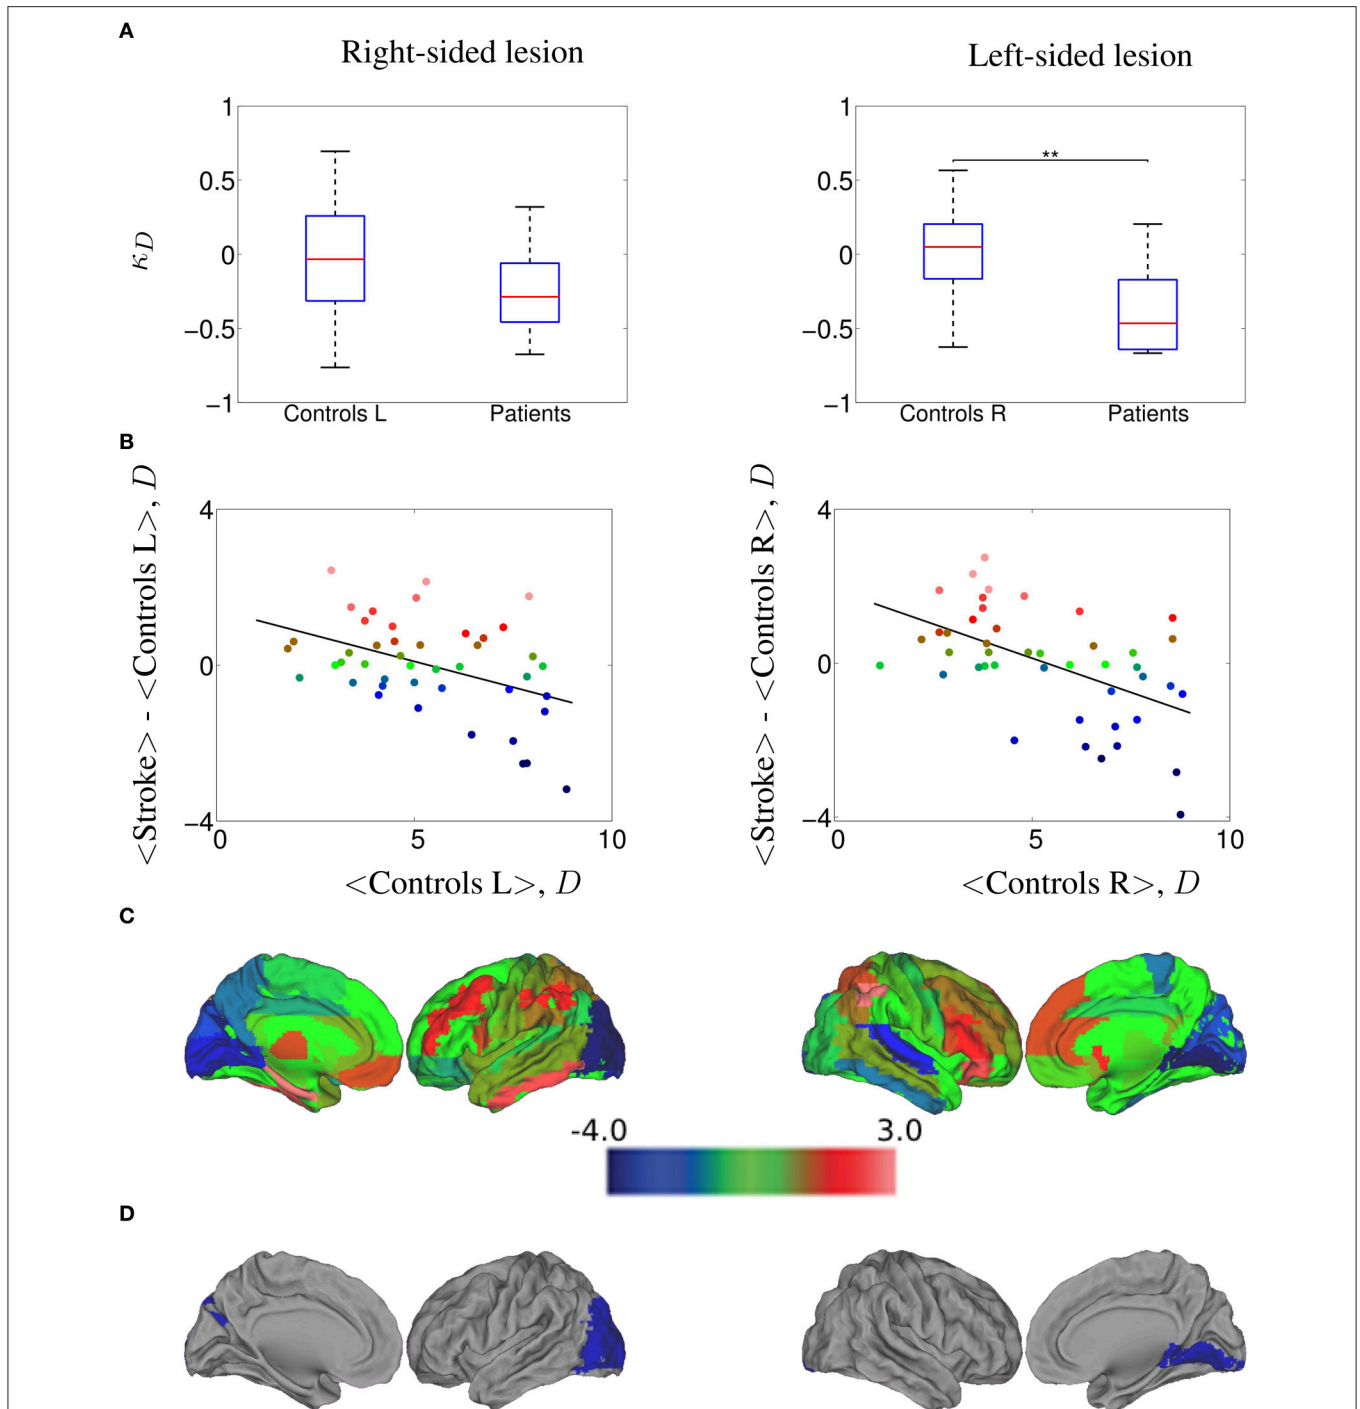 A
Right-sided lesion
Left-sided lesion
κD
1
0.5
0
−0.5
−1
Controls L
Patients
1
0.5
0
−0.5
−1
**
Controls R
Patients
B
<Stroke> - <Controls L>, D
4
0
−4
0
5
10
<Controls L>, D
<Stroke> - <Controls R>, D
4
0
−4
0
5
10
<Controls R>, D
C
-4.0
3.0
D